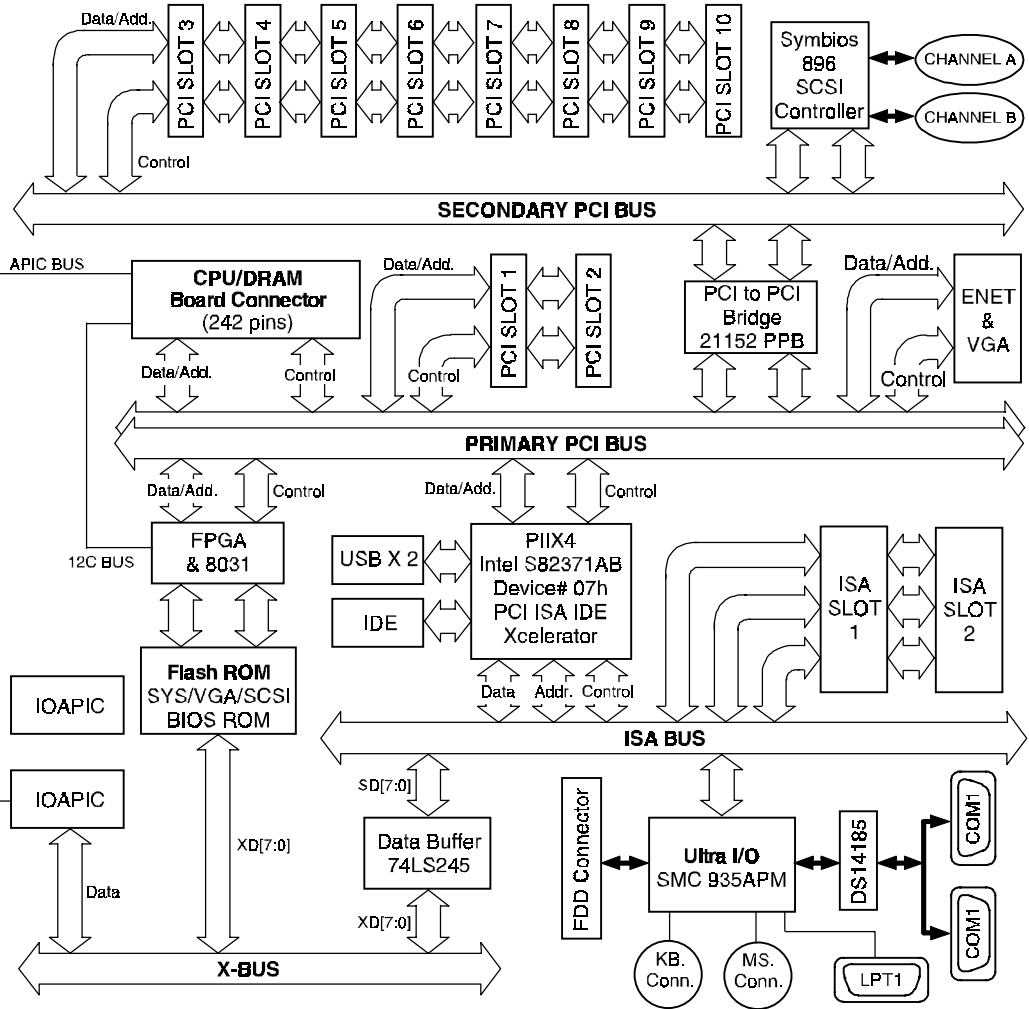 Data/Add.
PCI SLOT 3
PCI SLOT 4
PCI SLOT 5
PCI SLOT 6
PCI SLOT 7
PCI SLOT 8
PCI SLOT 9
PCI SLOT 10
Symbios
896
SCSI
Controller
CHANNEL A
CHANNEL B
Control
SECONDARY PCI BUS
APIC BUS
CPU/DRAM
Board Connector
(242 pins)
Data/Add.
PCI SLOT 1
PCI SLOT 2
PCI to PCI
Bridge
21152 PPB
Data/Add.
ENET
&
VGA
Data/Add.
Control
Control
Control
PRIMARY PCI BUS
Data/Add.
Control
Data/Add.
Control
12C BUS
FPGA
& 8031
USB X 2
IDE
PIIX4
Intel S82371AB
Device# 07h
PCI ISA IDE
Xcelerator
ISA
SLOT
1
ISA
SLOT
2
Data
Addr.
Control
Flash ROM
SYS/VGA/SCSI
BIOS ROM
IOAPIC
ISA BUS
IOAPIC
SD[7:0]
XD[7:0]
Data Buffer
74LS245
FDD Connector
Ultra I/O
SMC 935APM
DS14185
COM1
COM1
Data
XD[7:0]
X-BUS
KB.
Conn.
MS.
Conn.
LPT1